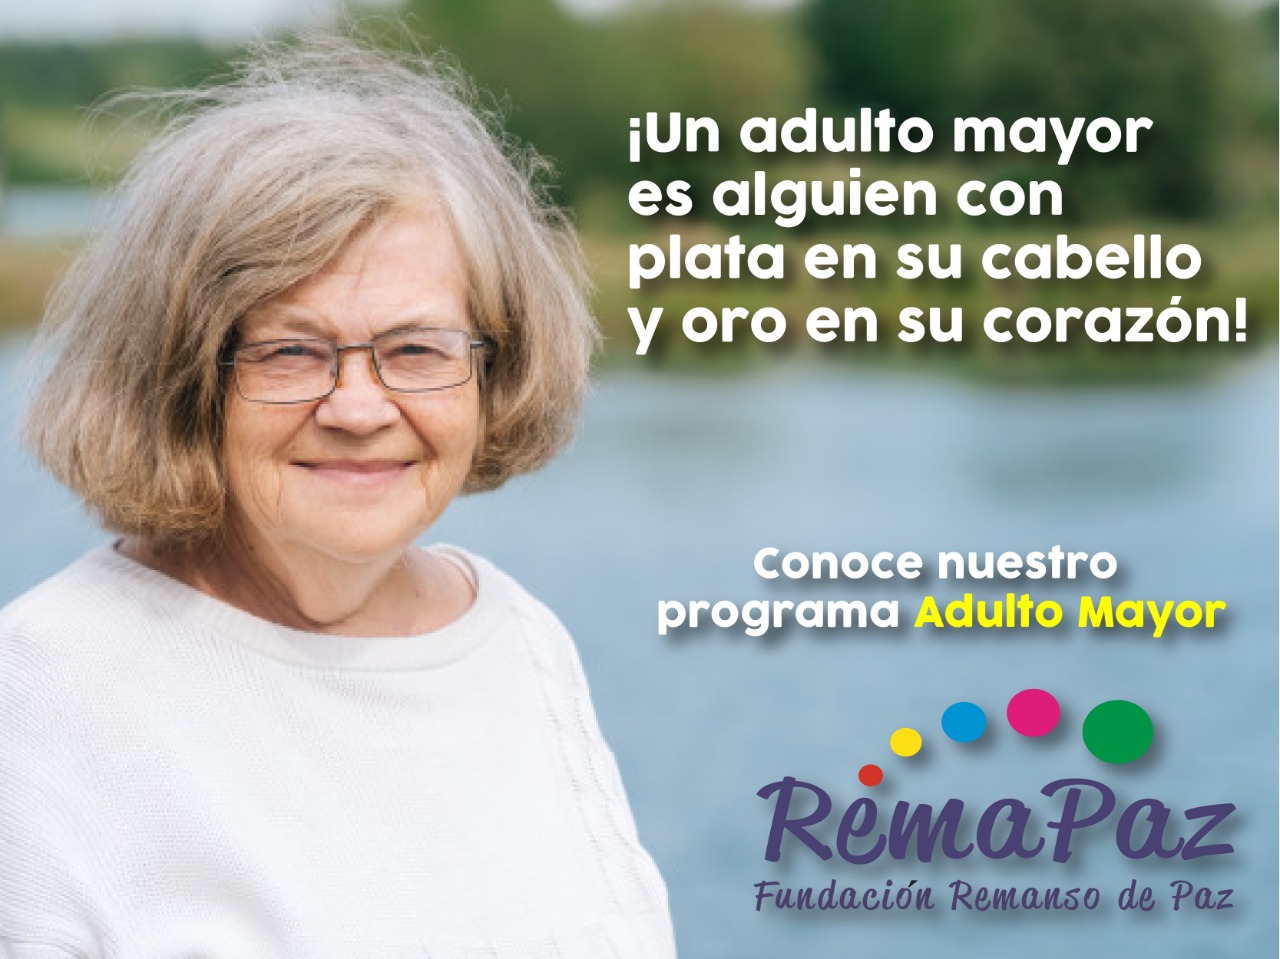 ¡Un adulto mayor
es alguien con
plata en su cabello
y oro en su corazón!
Conoce nuestro
programa Adulto Mayor
RemaPaz
Fundación Remanso de Paz